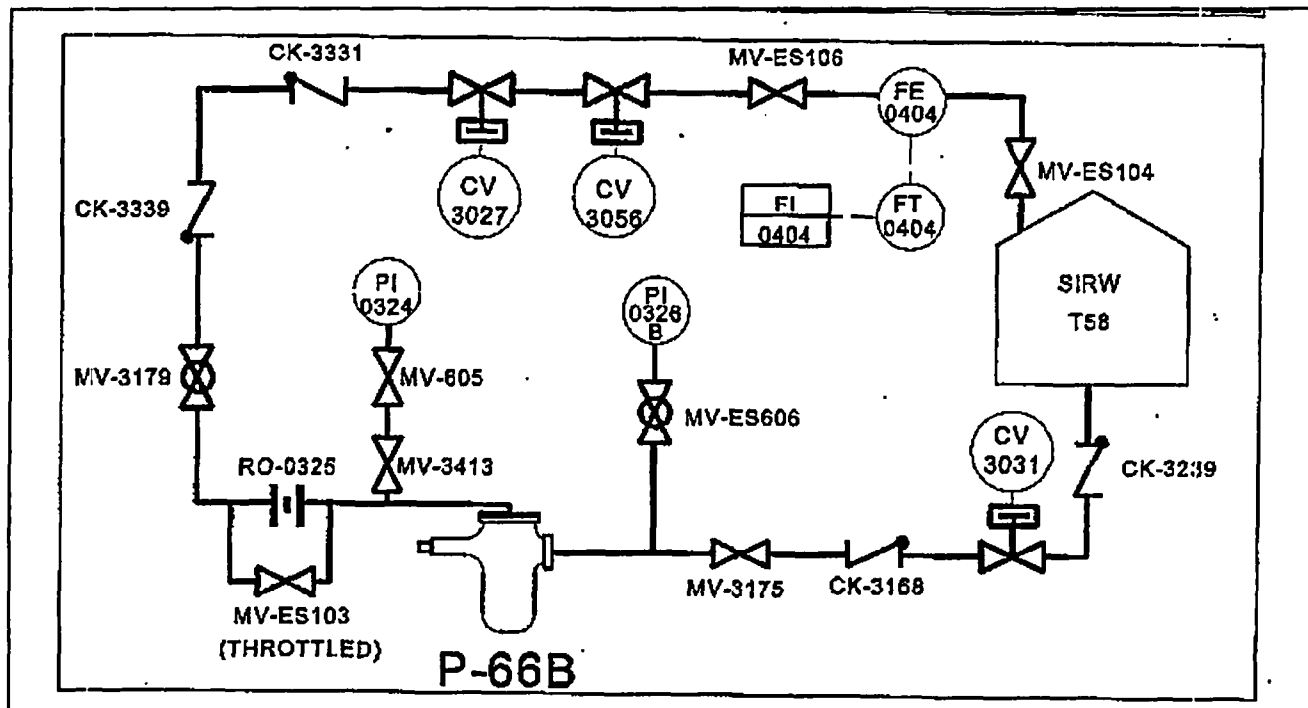 CK-3331
MV-ES106
FE
0404
MV-ES104
CK-3339
CV
3027
CV
3056
FI
0404
FT
0404
PI
0324
PI
0326
B
SIRW
T58
MV-3179
MV-605
MV-ES606
CV
3031
RO-0325
MV-3413
CK-3239
MV-3175
CK-3168
MV-ES103
(THROTTLED)
P-66B